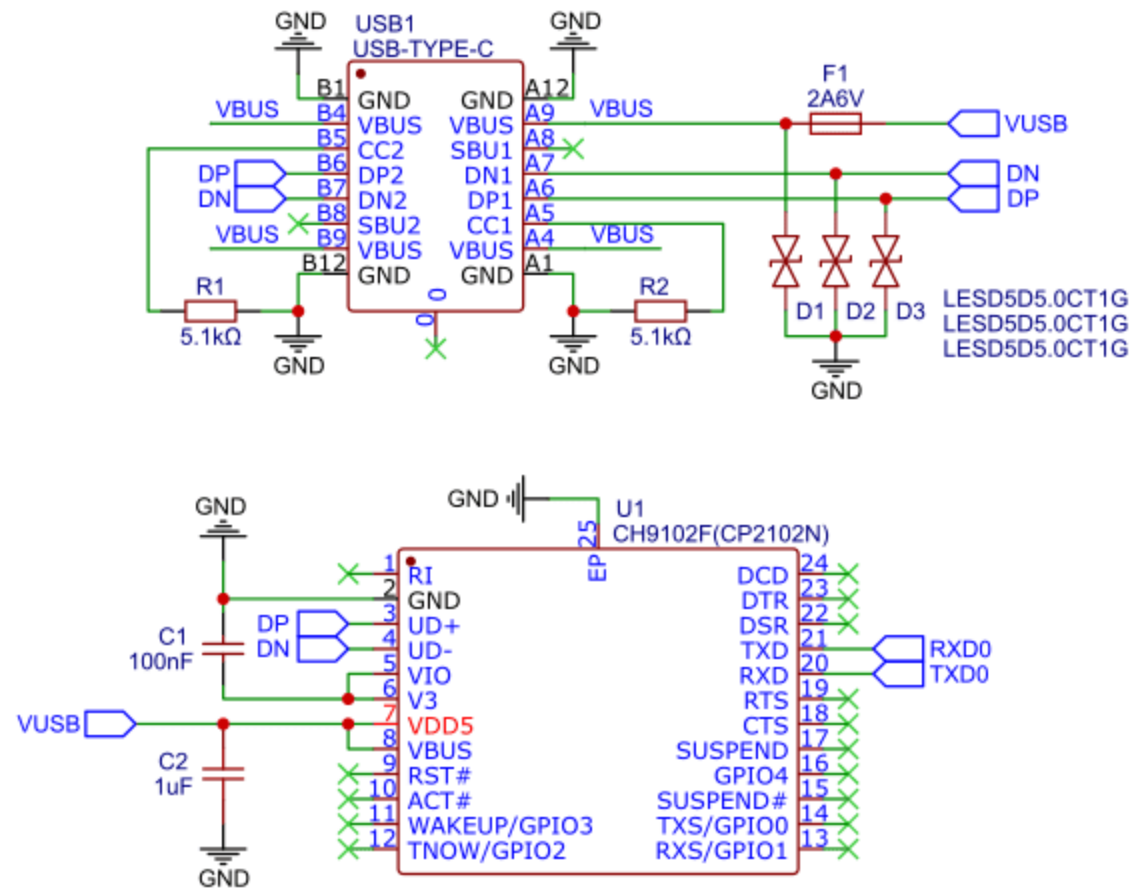 GND
USB1
USB-TYPE-C
GND
B1 GND GND A12
VBUS B4 VBUS VBUS A9 VBUS
B5 CC2 SBU1 A8
DP B6 DP2 DN1 A7
DN B7 DN2 DP1 A6
B8 SBU2 CC1 A5
VBUS B9 VBUS VBUS A4 VBUS
B12 GND GND A1
0 0
F1
2A6V
VUSB
DN
DP
R1
5.1kΩ
GND
R2
5.1kΩ
GND
D1 D2 D3
LESD5D5.0CT1G
LESD5D5.0CT1G
LESD5D5.0CT1G
GND
GND
GND
U1
CH9102F(CP2102N)
25
EP
1 RI DCD 24
2 GND DTR 23
DP 3 UD+ DSR 22
DN 4 UD- TXD 21 RXD0
5 VIO RXD 20 TXD0
6 V3 RTS 19
VUSB 7 VDD5 CTS 18
8 VBUS SUSPEND 17
9 RST# GPIO4 16
10 ACT# SUSPEND# 15
11 WAKEUP/GPIO3 TXS/GPIO0 14
12 TNOW/GPIO2 RXS/GPIO1 13
C1
100nF
C2
1uF
GND